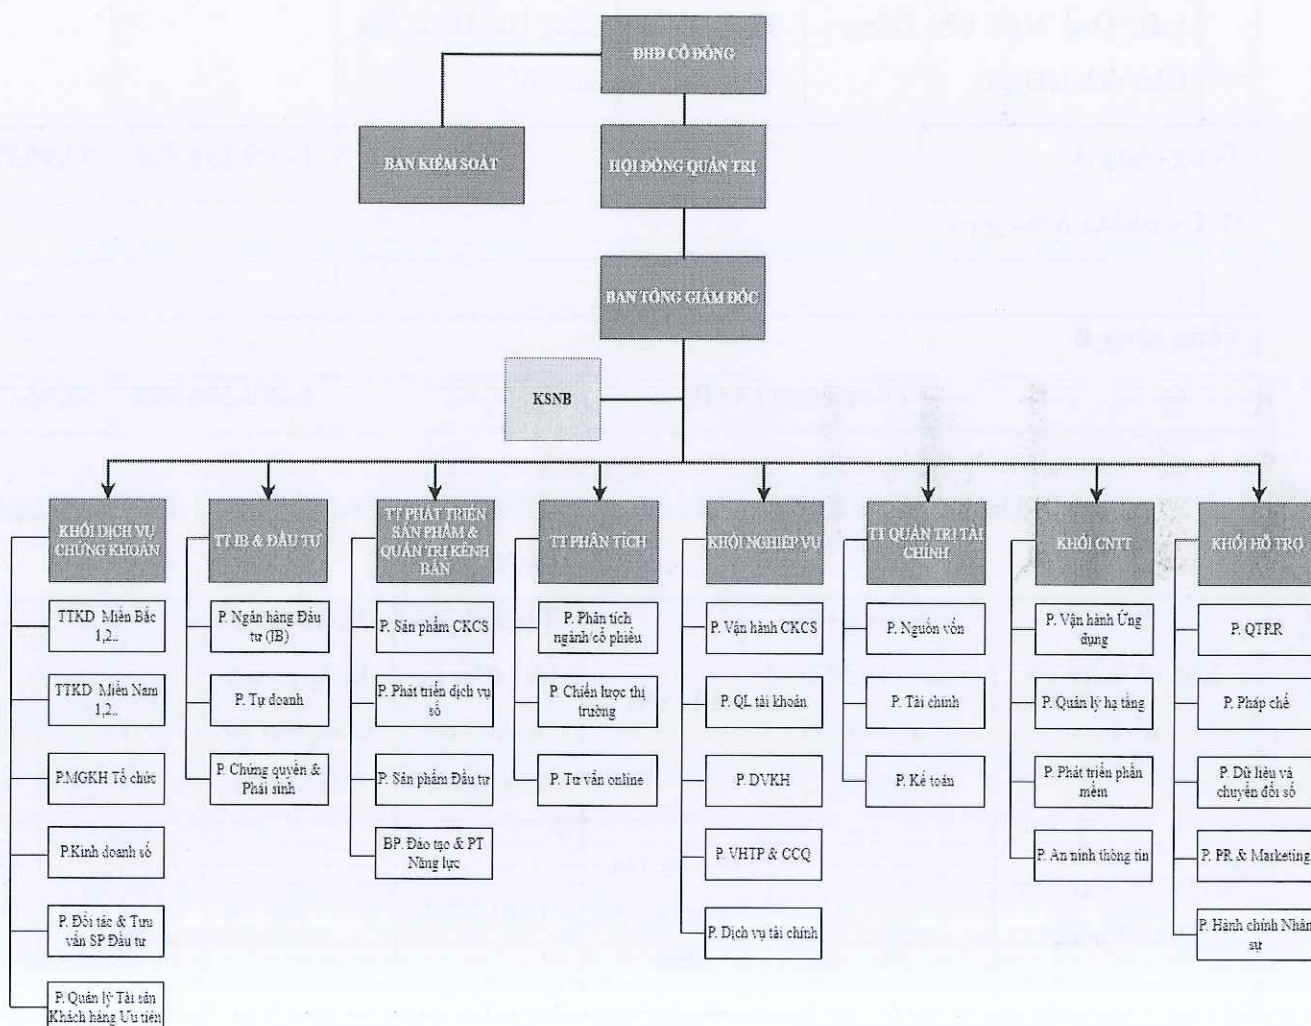 ĐHĐ CỔ ĐÔNG
BAN KIỂM SOÁT
HỘI ĐỒNG QUẢN TRỊ
BAN TỔNG GIÁM ĐỐC
KSNB
KHỐI DỊCH VỤ
CHỨNG KHOÁN
TTKD Miền Bắc
1,2..
TTKD Miền Nam
1,2..
P.MGKH Tổ chức
P.Kinh doanh số
P. Đối tác & Tưu
vấn SP Đầu tư
P. Quản lý Tài sản
Khách hàng Ưu tiên
TT IB & ĐẦU TƯ
P. Ngân hàng Đầu
tư (IB)
P. Tự doanh
P. Chứng quyền &
Phái sinh
TT PHÁT TRIỂN
SẢN PHẨM &
QUẢN TRỊ KÊNH
BÁN
P. Sản phẩm CKCS
P. Phát triển dịch vụ
số
P. Sản phẩm Đầu tư
BP. Đào tạo & PT
Năng lực
TT PHÂN TÍCH
P. Phân tích
ngành/cổ phiếu
P. Chiến lược thị
trường
P. Tư vấn online
KHỐI NGHIỆP VỤ
P. Vận hành CKCS
P. QL tài khoản
P. DVKH
P. VHTP & CCQ
P. Dịch vụ tài chính
TT QUẢN TRỊ TÀI
CHÍNH
P. Nguồn vốn
P. Tài chính
P. Kế toán
KHỐI CNTT
P. Vận hành Ứng
dụng
P. Quản lý hạ tầng
P. Phát triển phần
mềm
P. An ninh thông tin
KHỐI HỖ TRỢ
P. QTRR
P. Pháp chế
P. Dữ liệu và
chuyển đổi số
P. PR & Marketing
P. Hành chính Nhân
sự